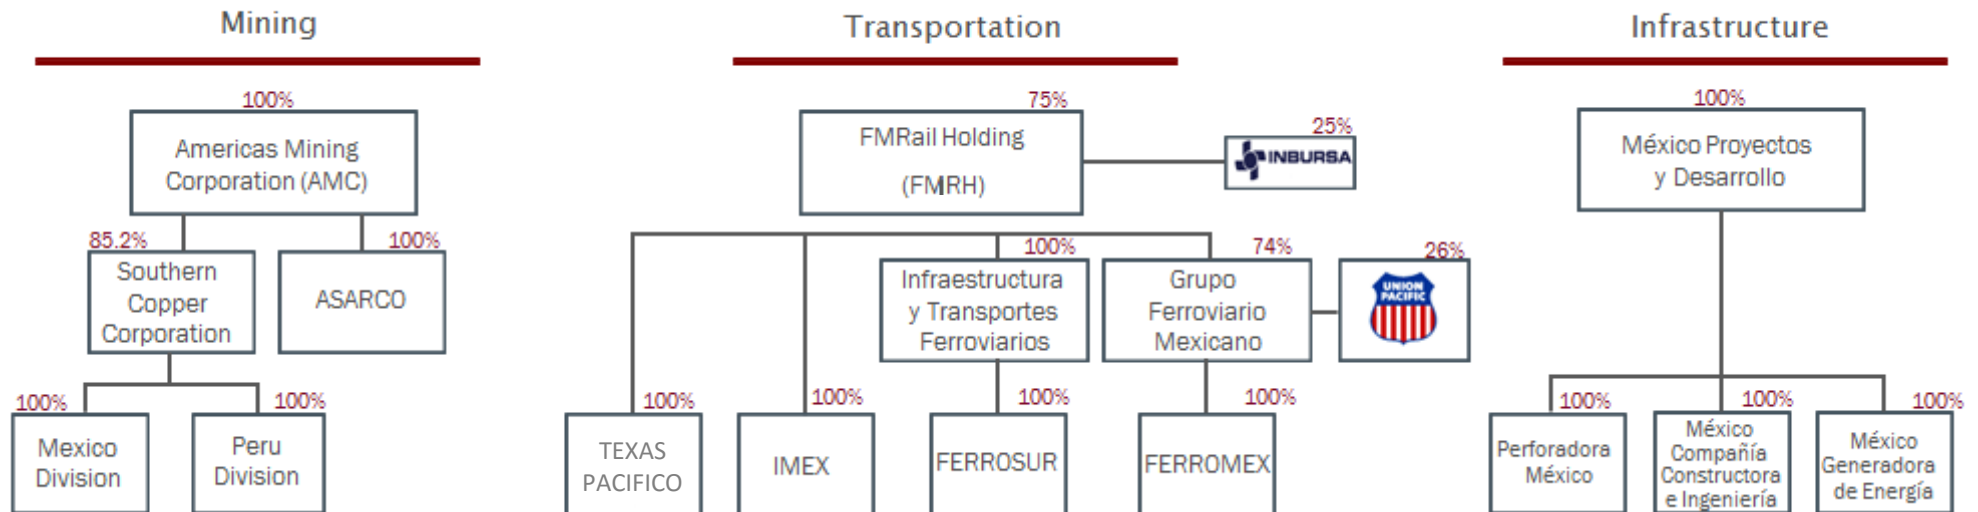 Mining
100%
Americas Mining
Corporation (AMC)
85.2%
Southern
Copper
Corporation
100%
ASARCO
100%
Mexico
Division
100%
Peru
Division
Transportation
75%
FMRail Holding
(FMRH)
25%
INBURSA
100%
Infraestructura
y Transportes
Ferroviarios
74%
Grupo
Ferroviario
Mexicano
26%
UNION
PACIFIC
100%
TEXAS
PACIFICO
100%
IMEX
100%
FERROSUR
100%
FERROMEX
Infrastructure
100%
México Proyectos
y Desarrollo
100%
Perforadora
México
100%
México
Compañía
Constructora
e Ingeniería
100%
México
Generadora
de Energía